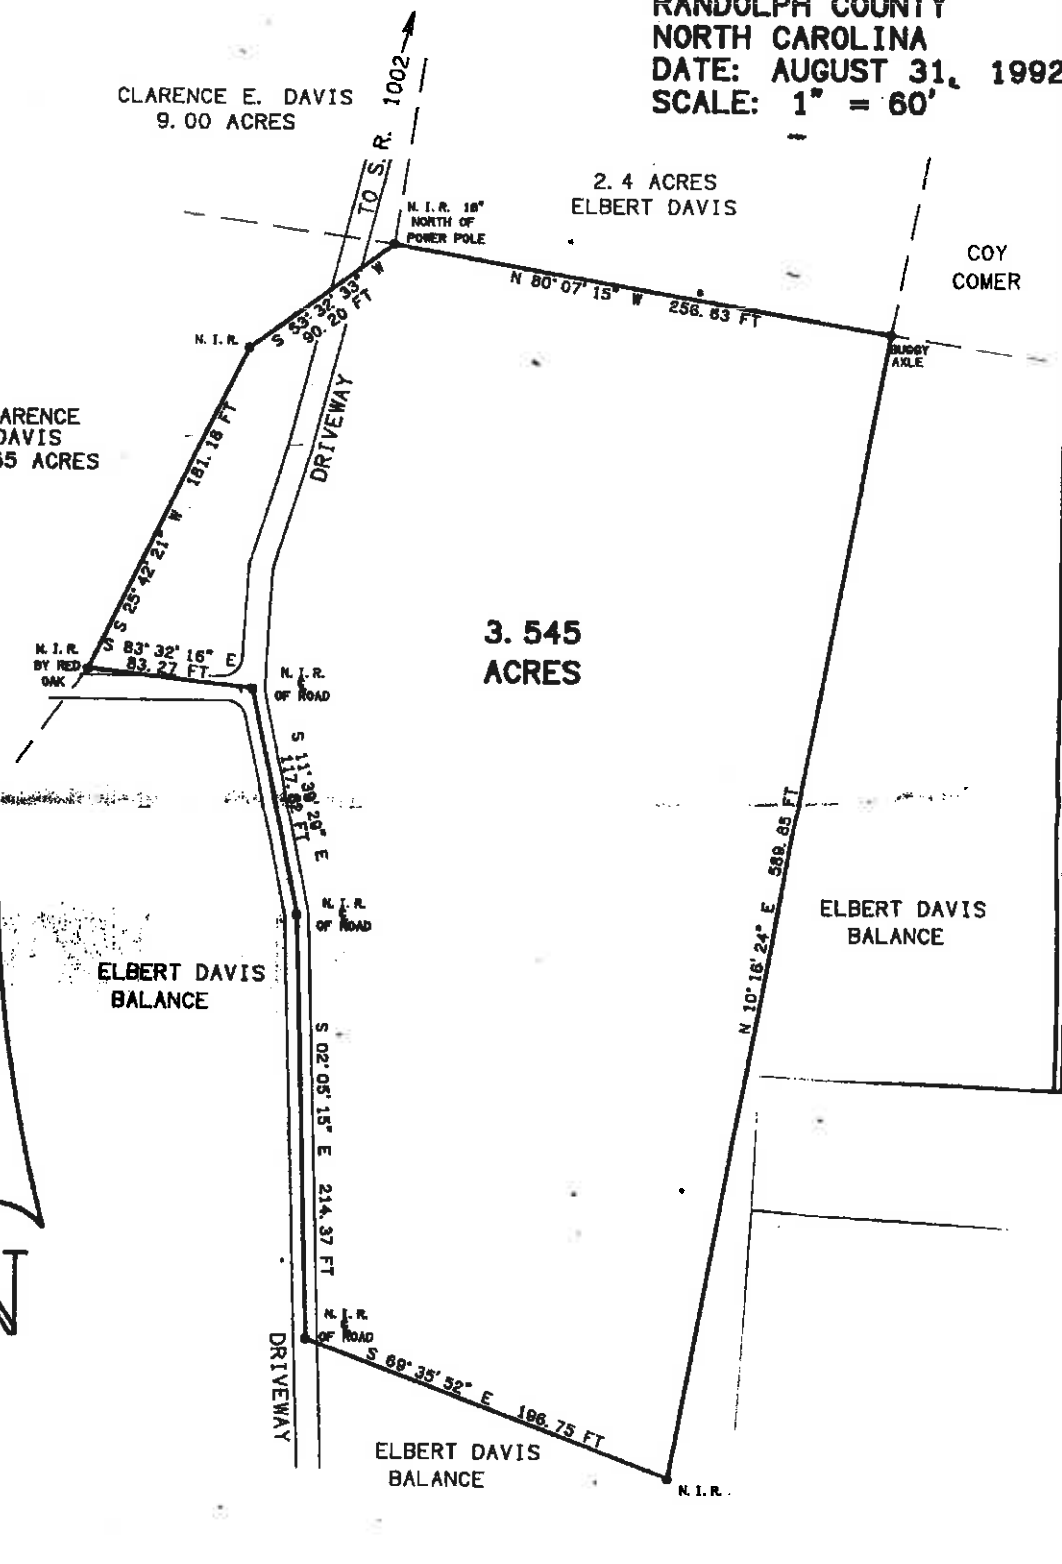 RANDOLPH COUNTY
NORTH CAROLINA
DATE: AUGUST 31, 1992
SCALE: 1" = 60'
CLARENCE E. DAVIS
9.00 ACRES
TO S.R. 1002
2.4 ACRES
ELBERT DAVIS
N.I.R. 18"
NORTH OF
POWER POLE
COY
COMER
N 80°07'15" W 256.63 FT
S 53°32'33" W
90.20 FT
N.I.R.
BUGGY
AXLE
ARENCE
DAVIS
65 ACRES
181.18 FT
S 25°42'21" W
DRIVEWAY
3.545
ACRES
N.I.R.
BY RED
OAK
S 83°32'16" E
83.27 FT
N.I.R.
OF ROAD
S 11°39'29" E
117.82 FT
N 10°16'24" E 589.85 FT
N.I.R.
OF ROAD
ELBERT DAVIS
BALANCE
ELBERT DAVIS
BALANCE
S 02°05'15" E 214.37 FT
N.I.R.
OF ROAD
DRIVEWAY
S 69°35'52" E 196.75 FT
ELBERT DAVIS
BALANCE
N.I.R.